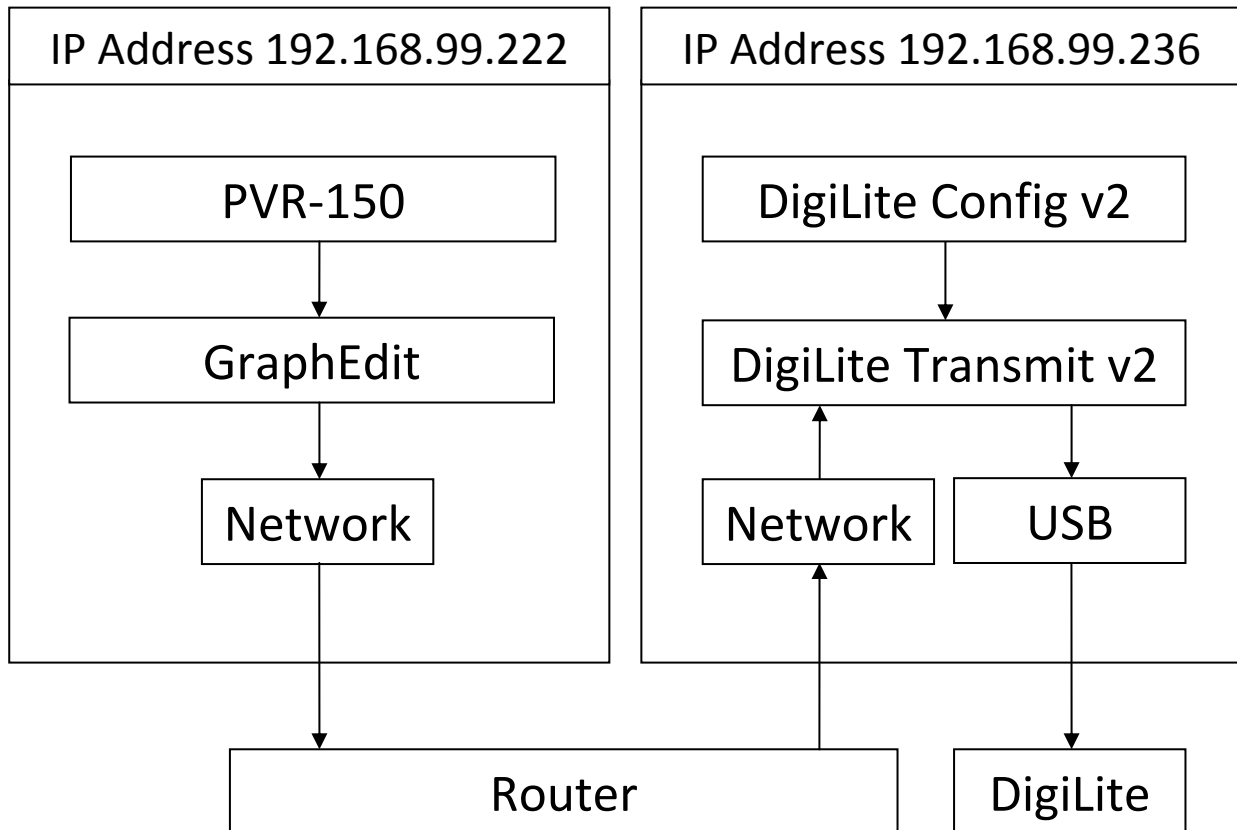 IP Address 192.168.99.222
PVR-150
GraphEdit
Network
IP Address 192.168.99.236
DigiLite Config v2
DigiLite Transmit v2
Network
USB
Router
DigiLite